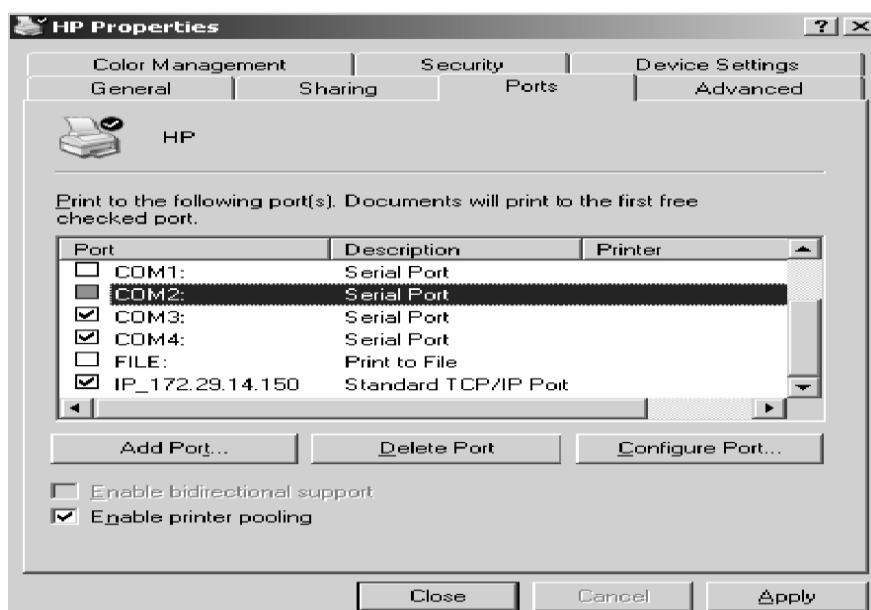 HP Properties
? ×
Color Management Security Device Settings
General Sharing Ports Advanced
HP
Print to the following port(s). Documents will print to the first free
checked port.
Port Description Printer
COM1: Serial Port
COM2: Serial Port
COM3: Serial Port
COM4: Serial Port
FILE: Print to File
IP_172.29.14.150 Standard TCP/IP Port
Add Port... Delete Port Configure Port...
Enable bidirectional support
Enable printer pooling
Close Cancel Apply